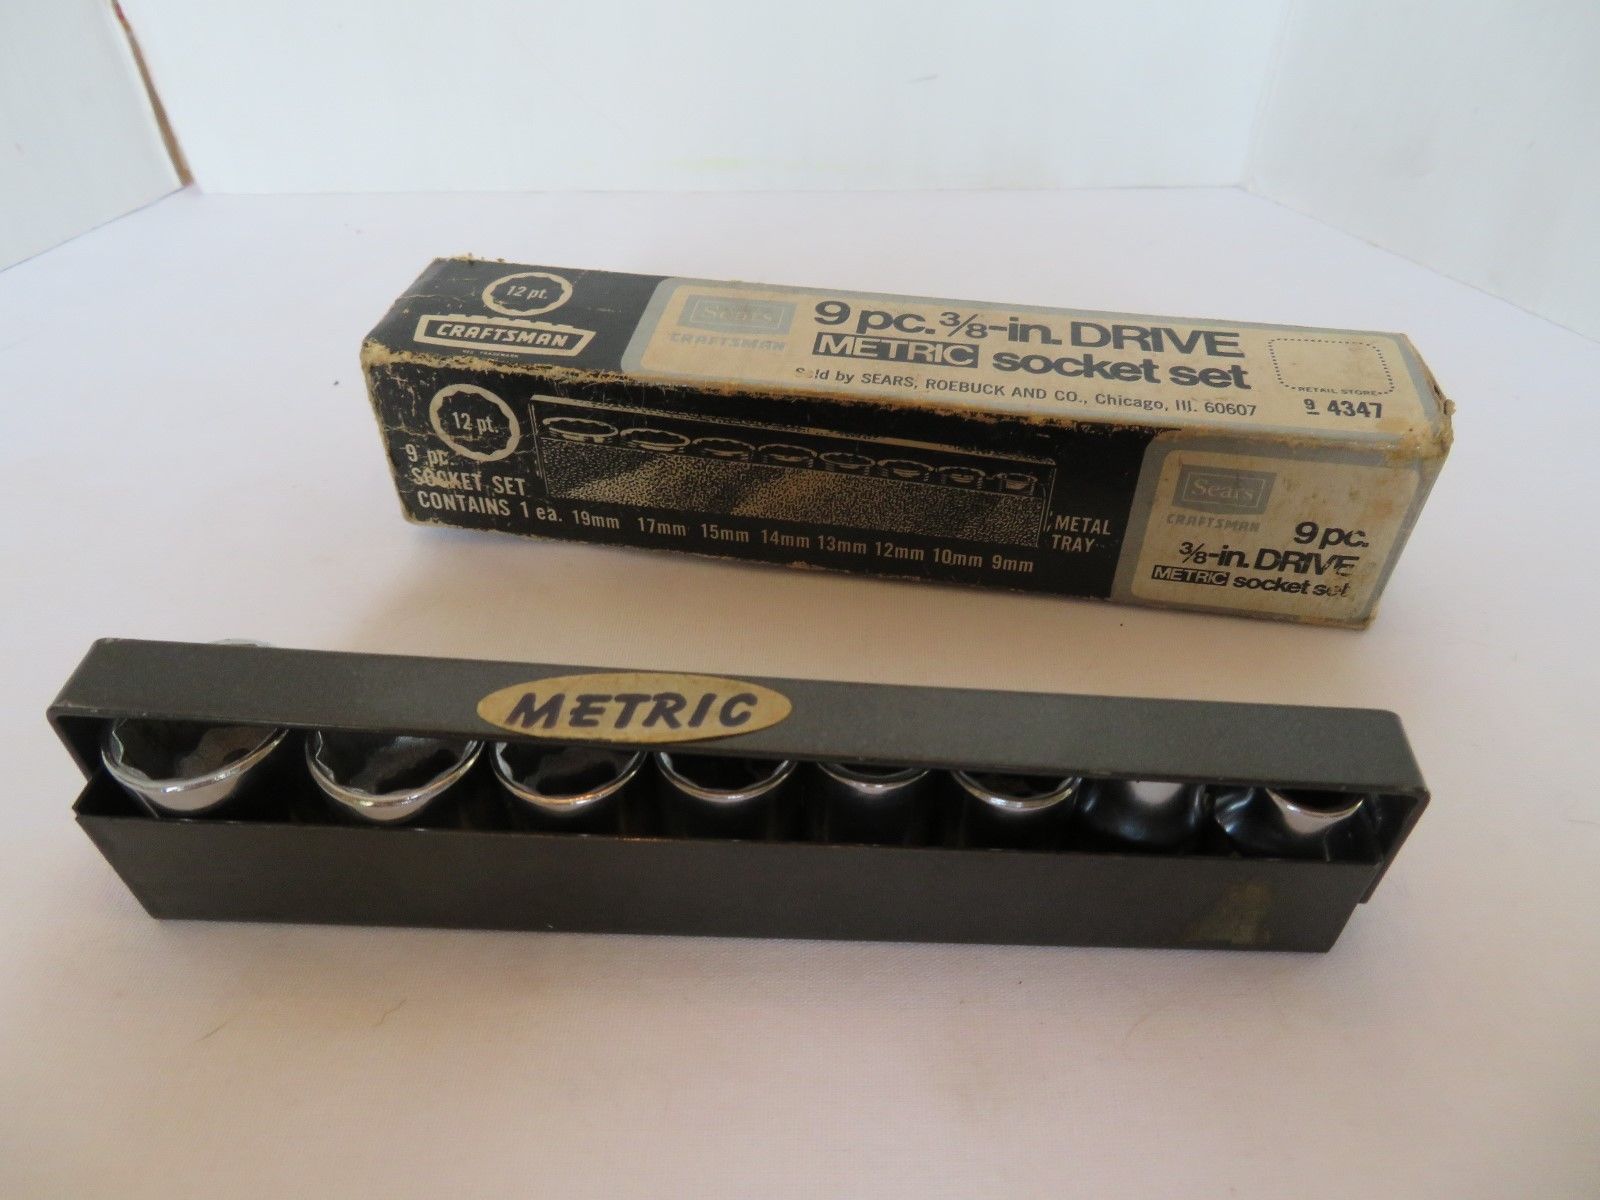 12 pt.
CRAFTSMAN
REG. TRADEMARK
Sears
CRAFTSMAN
9 pc. 3/8-in. DRIVE
METRIC socket set
Sold by SEARS, ROEBUCK AND CO., Chicago, Ill. 60607
RETAIL STORE
9 4347
12 pt.
9 pc.
SOCKET SET
CONTAINS 1 ea. 19mm 17mm 15mm 14mm 13mm 12mm 10mm 9mm
METAL
TRAY
Sears
CRAFTSMAN
9 pc.
3/8-in. DRIVE
METRIC socket set
METRIC